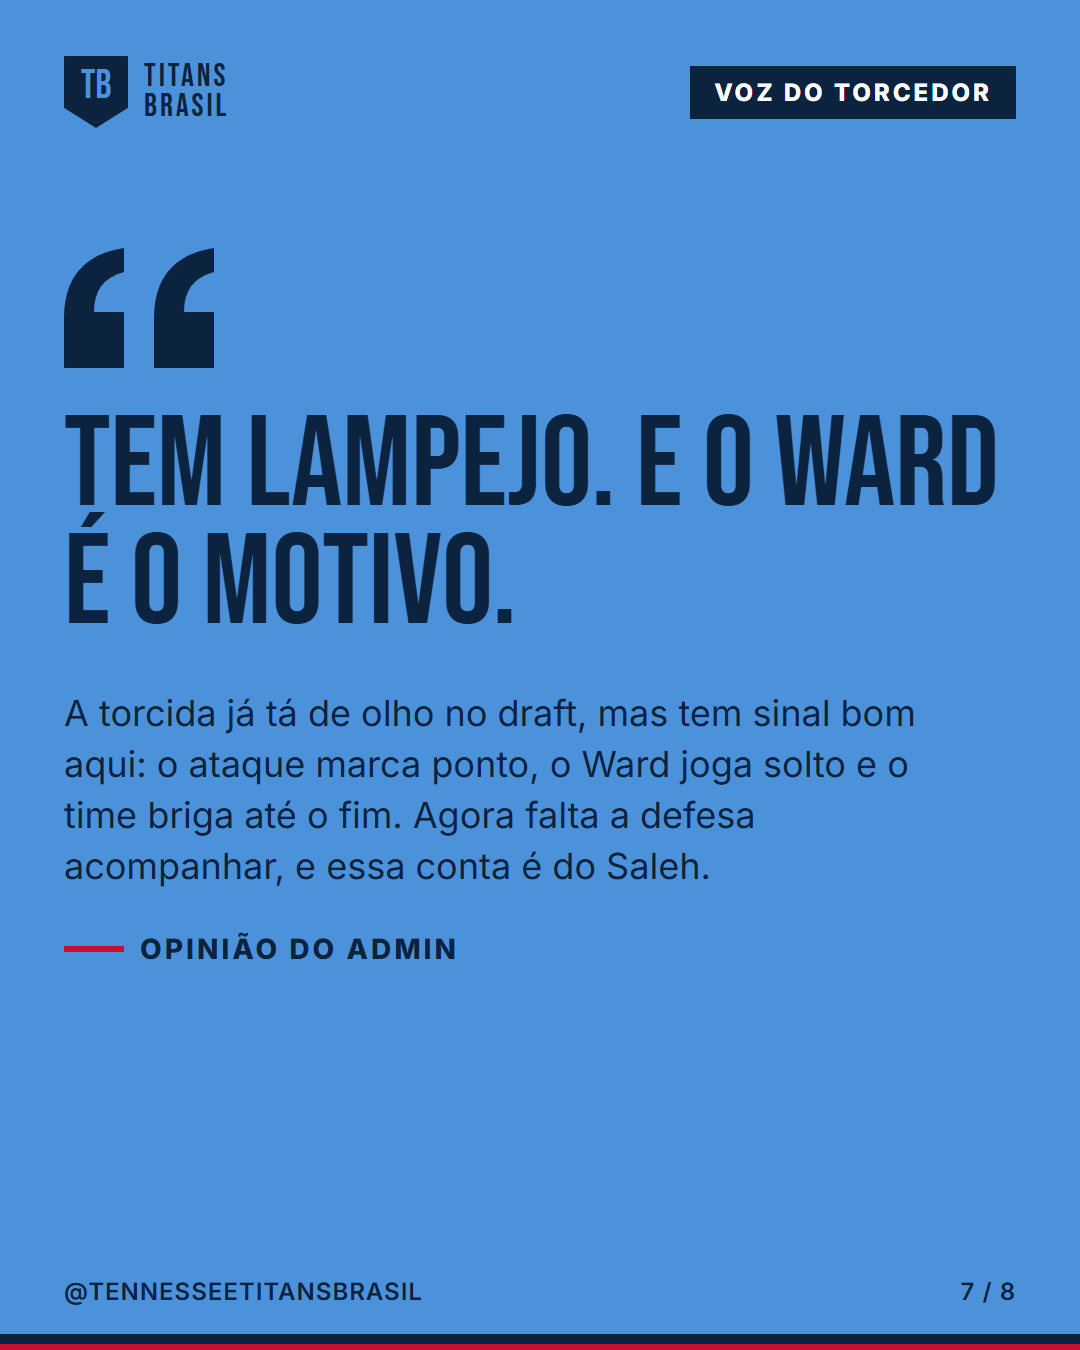 TB
TITANS
BRASIL
VOZ DO TORCEDOR
“
TEM LAMPEJO. E O WARD
É O MOTIVO.
A torcida já tá de olho no draft, mas tem sinal bom
aqui: o ataque marca ponto, o Ward joga solto e o
time briga até o fim. Agora falta a defesa
acompanhar, e essa conta é do Saleh.
OPINIÃO DO ADMIN
@TENNESSEETITANSBRASIL
7 / 8